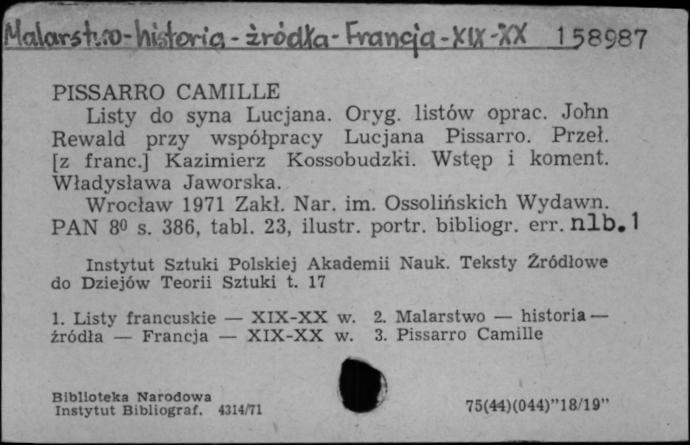 Malarstwo-historia-źródła-Francja-XIX-XX 158987
PISSARRO CAMILLE
Listy do syna Lucjana. Oryg. listów oprac. John
Rewald przy współpracy Lucjana Pissarro. Przeł.
[z franc.] Kazimierz Kossobudzki. Wstęp i koment.
Władysława Jaworska.
Wrocław 1971 Zakł. Nar. im. Ossolińskich Wydawn.
PAN 8⁰ s. 386, tabl. 23, ilustr. portr. bibliogr. err. nlb.1
Instytut Sztuki Polskiej Akademii Nauk. Teksty Źródłowe
do Dziejów Teorii Sztuki t. 17
1. Listy francuskie — XIX-XX w. 2. Malarstwo — historia —
źródła — Francja — XIX-XX w. 3. Pissarro Camille
Biblioteka Narodowa
Instytut Bibliograf. 4314/71 75(44)(044)"18/19"